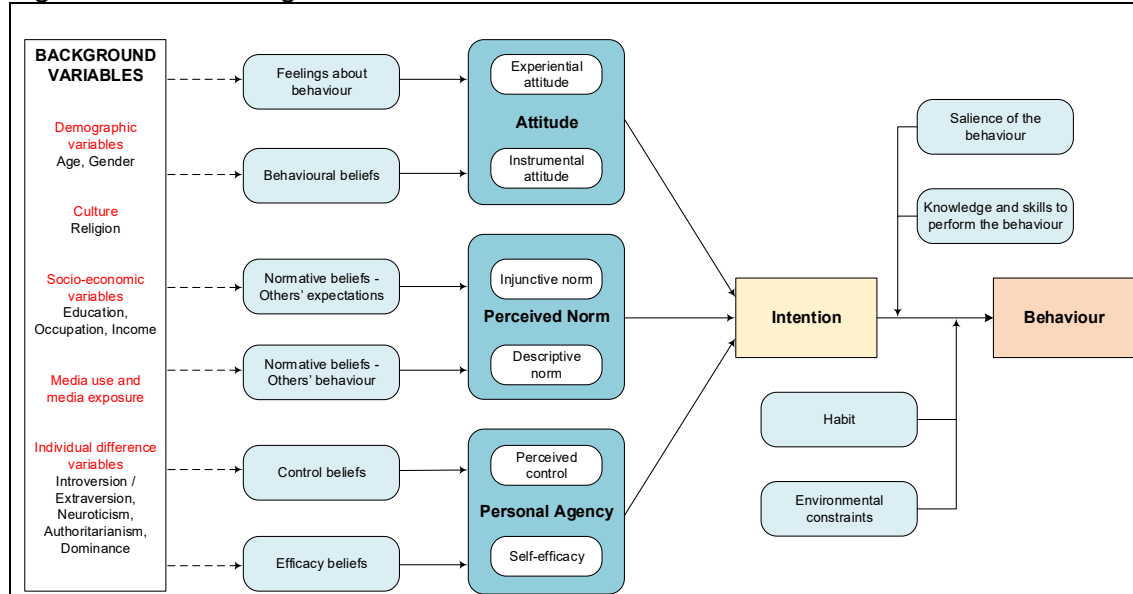 BACKGROUND
VARIABLES
Demographic
variables
Age, Gender
Culture
Religion
Socio-economic
variables
Education,
Occupation, Income
Media use and
media exposure
Individual difference
variables
Introversion /
Extraversion,
Neuroticism,
Authoritarianism,
Dominance
Feelings about
behaviour
Behavioural beliefs
Normative beliefs -
Others' expectations
Normative beliefs -
Others' behaviour
Control beliefs
Efficacy beliefs
Experiential
attitude
Attitude
Instrumental
attitude
Injunctive norm
Perceived Norm
Descriptive
norm
Perceived
control
Personal Agency
Self-efficacy
Intention
Salience of the
behaviour
Knowledge and skills to
perform the behaviour
Habit
Environmental
constraints
Behaviour